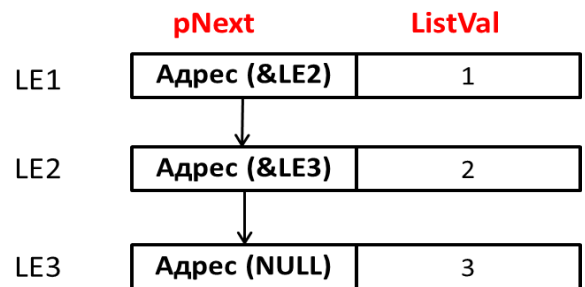 pNext ListVal
LE1 Адрес (&LE2) 1
LE2 Адрес (&LE3) 2
LE3 Адрес (NULL) 3